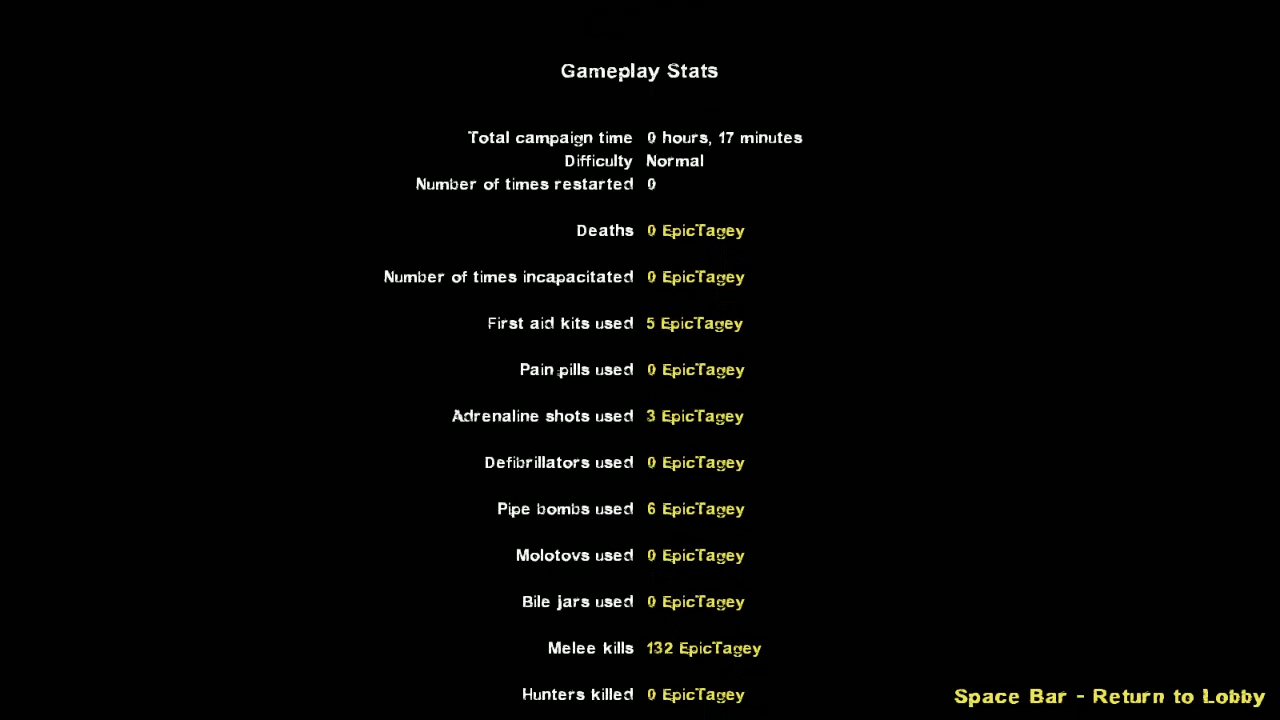 Gameplay Stats
Total campaign time 0 hours, 17 minutes
Difficulty Normal
Number of times restarted 0
Deaths 0 EpicTagey
Number of times incapacitated 0 EpicTagey
First aid kits used 5 EpicTagey
Pain pills used 0 EpicTagey
Adrenaline shots used 3 EpicTagey
Defibrillators used 0 EpicTagey
Pipe bombs used 6 EpicTagey
Molotovs used 0 EpicTagey
Bile jars used 0 EpicTagey
Melee kills 132 EpicTagey
Hunters killed 0 EpicTagey
Space Bar - Return to Lobby